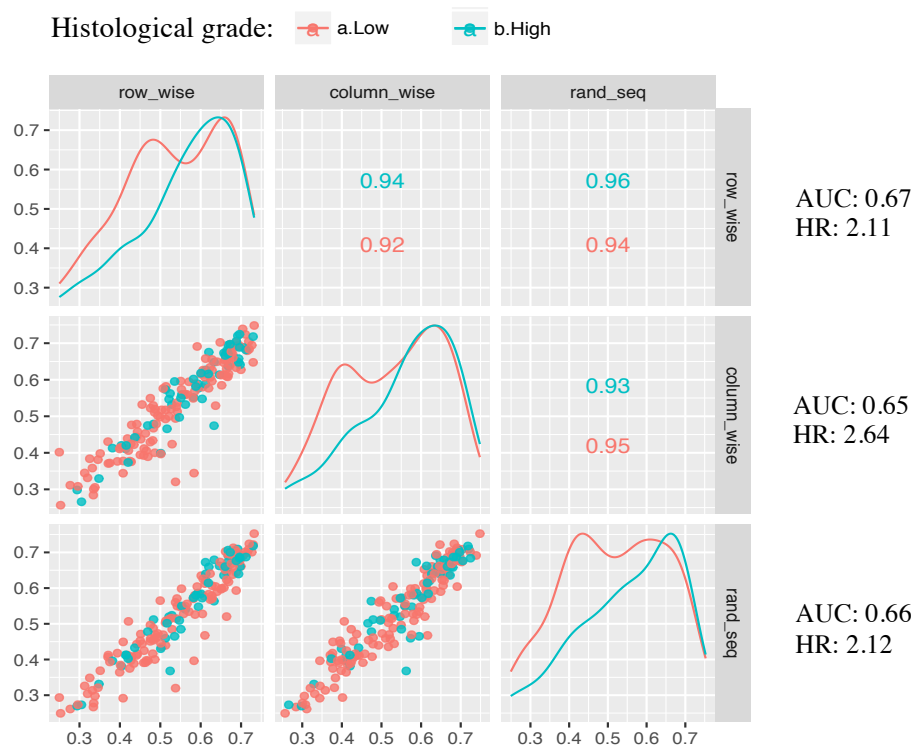 Histological grade: a a.Low a b.High
row_wise column_wise rand_seq
0.7
0.6
0.5
0.4
0.3
0.94
0.92
0.96
0.94
row_wise
AUC: 0.67
HR: 2.11
0.7
0.6
0.5
0.4
0.3
0.93
0.95
column_wise
AUC: 0.65
HR: 2.64
0.7
0.6
0.5
0.4
0.3
rand_seq
AUC: 0.66
HR: 2.12
0.3 0.4 0.5 0.6 0.7 0.3 0.4 0.5 0.6 0.7 0.3 0.4 0.5 0.6 0.7